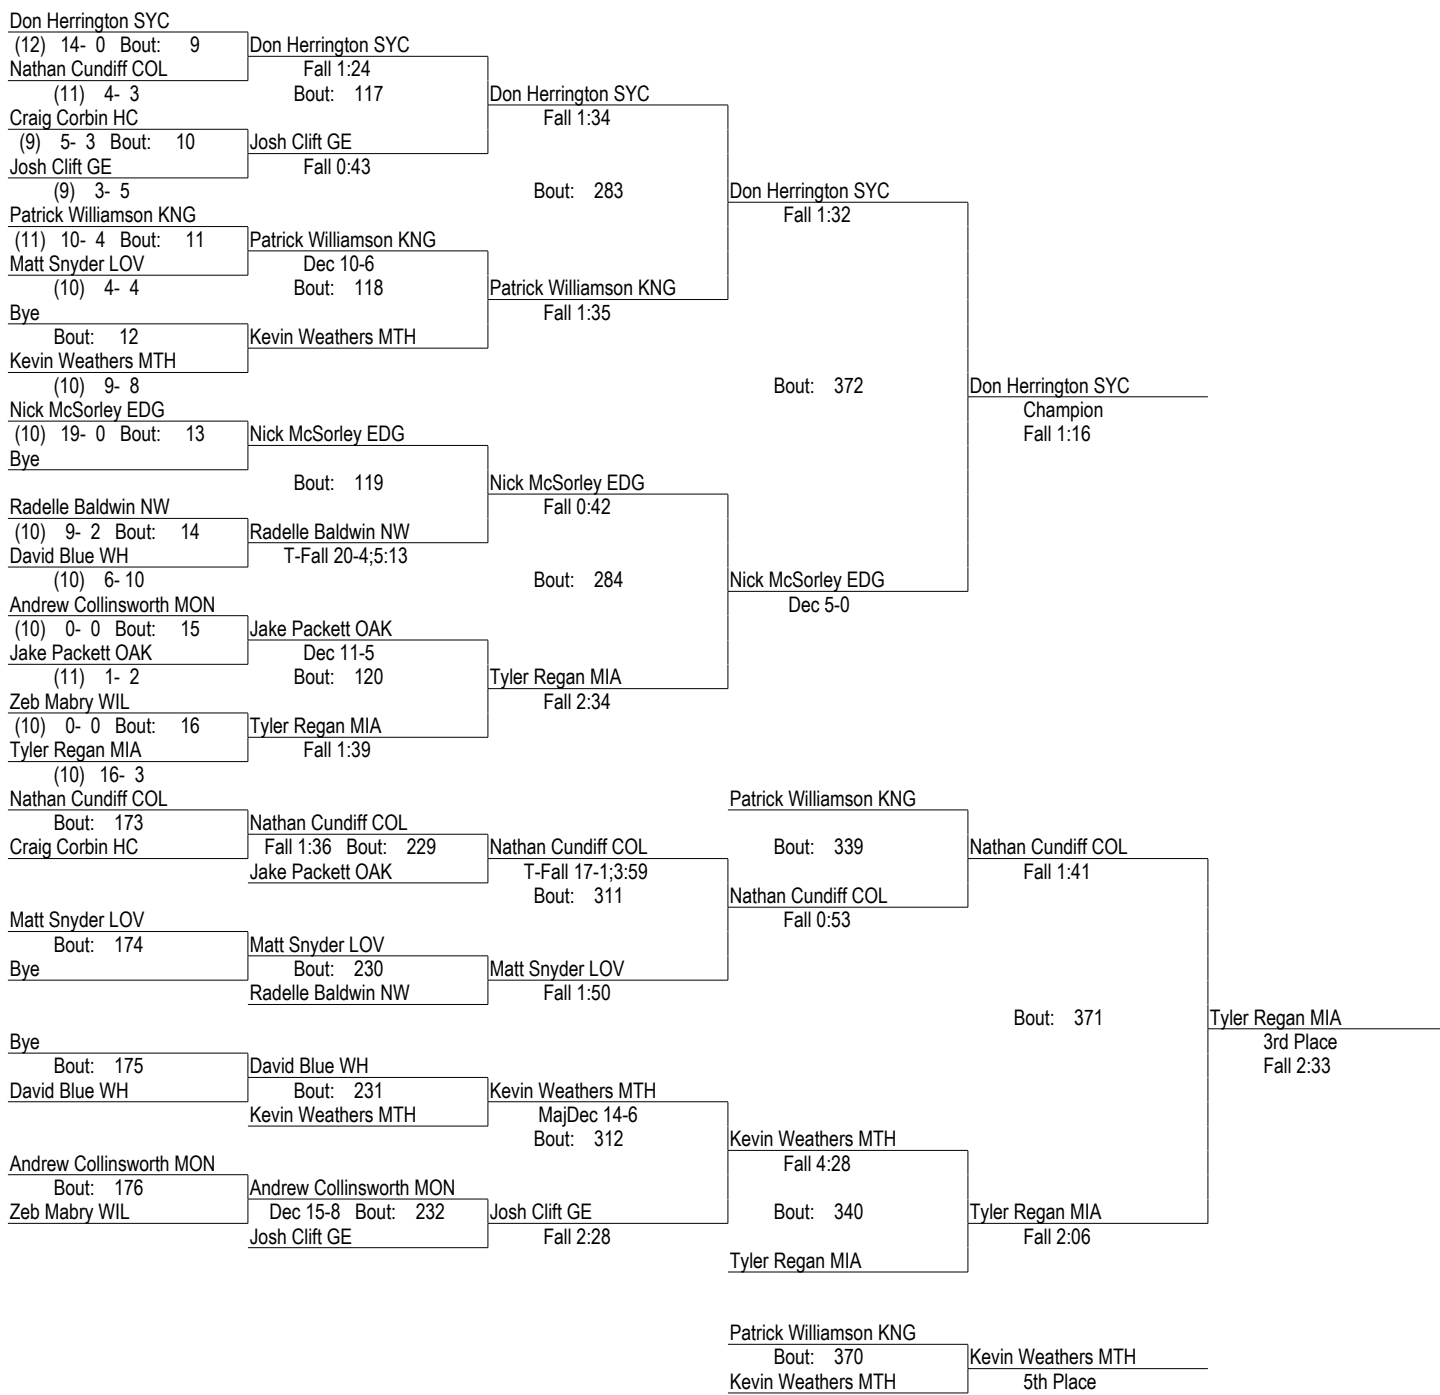 Don Herrington SYC
(12) 14- 0 Bout: 9 Don Herrington SYC
Nathan Cundiff COL Fall 1:24
(11) 4- 3 Bout: 117 Don Herrington SYC
Craig Corbin HC Fall 1:34
(9) 5- 3 Bout: 10 Josh Clift GE
Josh Clift GE Fall 0:43
(9) 3- 5 Bout: 283 Don Herrington SYC
Patrick Williamson KNG Fall 1:32
(11) 10- 4 Bout: 11 Patrick Williamson KNG
Matt Snyder LOV Dec 10-6
(10) 4- 4 Bout: 118 Patrick Williamson KNG
Bye Fall 1:35
Bout: 12 Kevin Weathers MTH
Kevin Weathers MTH
(10) 9- 8 Bout: 372 Don Herrington SYC
Nick McSorley EDG Champion
(10) 19- 0 Bout: 13 Nick McSorley EDG Fall 1:16
Bye
Bout: 119 Nick McSorley EDG
Radelle Baldwin NW Fall 0:42
(10) 9- 2 Bout: 14 Radelle Baldwin NW
David Blue WH T-Fall 20-4;5:13
(10) 6- 10 Bout: 284 Nick McSorley EDG
Andrew Collinsworth MON Dec 5-0
(10) 0- 0 Bout: 15 Jake Packett OAK
Jake Packett OAK Dec 11-5
(11) 1- 2 Bout: 120 Tyler Regan MIA
Zeb Mabry WIL Fall 2:34
(10) 0- 0 Bout: 16 Tyler Regan MIA
Tyler Regan MIA Fall 1:39
(10) 16- 3
Nathan Cundiff COL Patrick Williamson KNG
Bout: 173 Nathan Cundiff COL
Craig Corbin HC Fall 1:36 Bout: 229 Nathan Cundiff COL Bout: 339 Nathan Cundiff COL
Jake Packett OAK T-Fall 17-1;3:59 Fall 1:41
Bout: 311 Nathan Cundiff COL
Matt Snyder LOV Fall 0:53
Bout: 174 Matt Snyder LOV
Bye Bout: 230 Matt Snyder LOV
Radelle Baldwin NW Fall 1:50
Bout: 371 Tyler Regan MIA
Bye 3rd Place
Bout: 175 David Blue WH Fall 2:33
David Blue WH Bout: 231 Kevin Weathers MTH
Kevin Weathers MTH MajDec 14-6
Bout: 312 Kevin Weathers MTH
Andrew Collinsworth MON Fall 4:28
Bout: 176 Andrew Collinsworth MON
Zeb Mabry WIL Dec 15-8 Bout: 232 Josh Clift GE Bout: 340 Tyler Regan MIA
Josh Clift GE Fall 2:28 Fall 2:06
Tyler Regan MIA
Patrick Williamson KNG
Bout: 370 Kevin Weathers MTH
Kevin Weathers MTH 5th Place